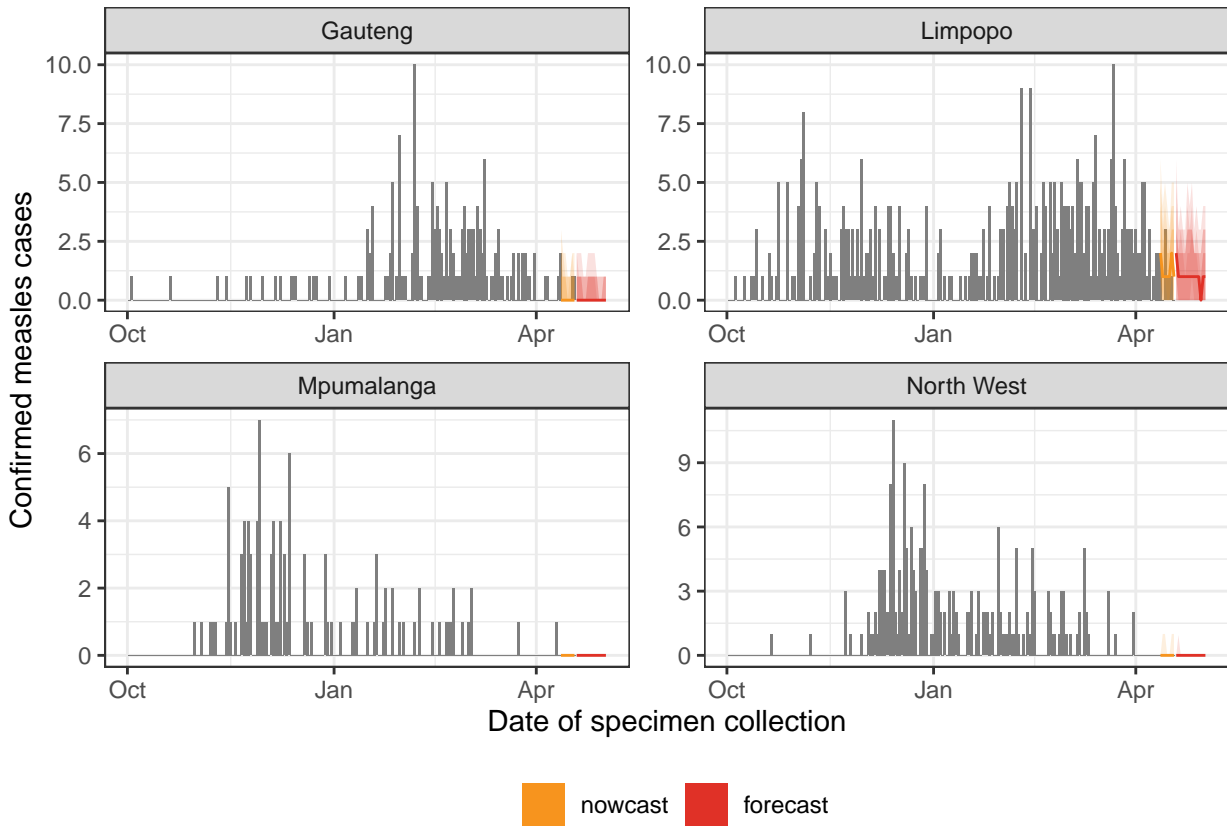 Gauteng
Limpopo
10.0
7.5
5.0
2.5
0.0
Oct
Jan
Apr
10.0
7.5
5.0
2.5
0.0
Oct
Jan
Apr
Confirmed measles cases
Mpumalanga
North West
6
4
2
0
Oct
Jan
Apr
9
6
3
0
Oct
Jan
Apr
Date of specimen collection
nowcast
forecast